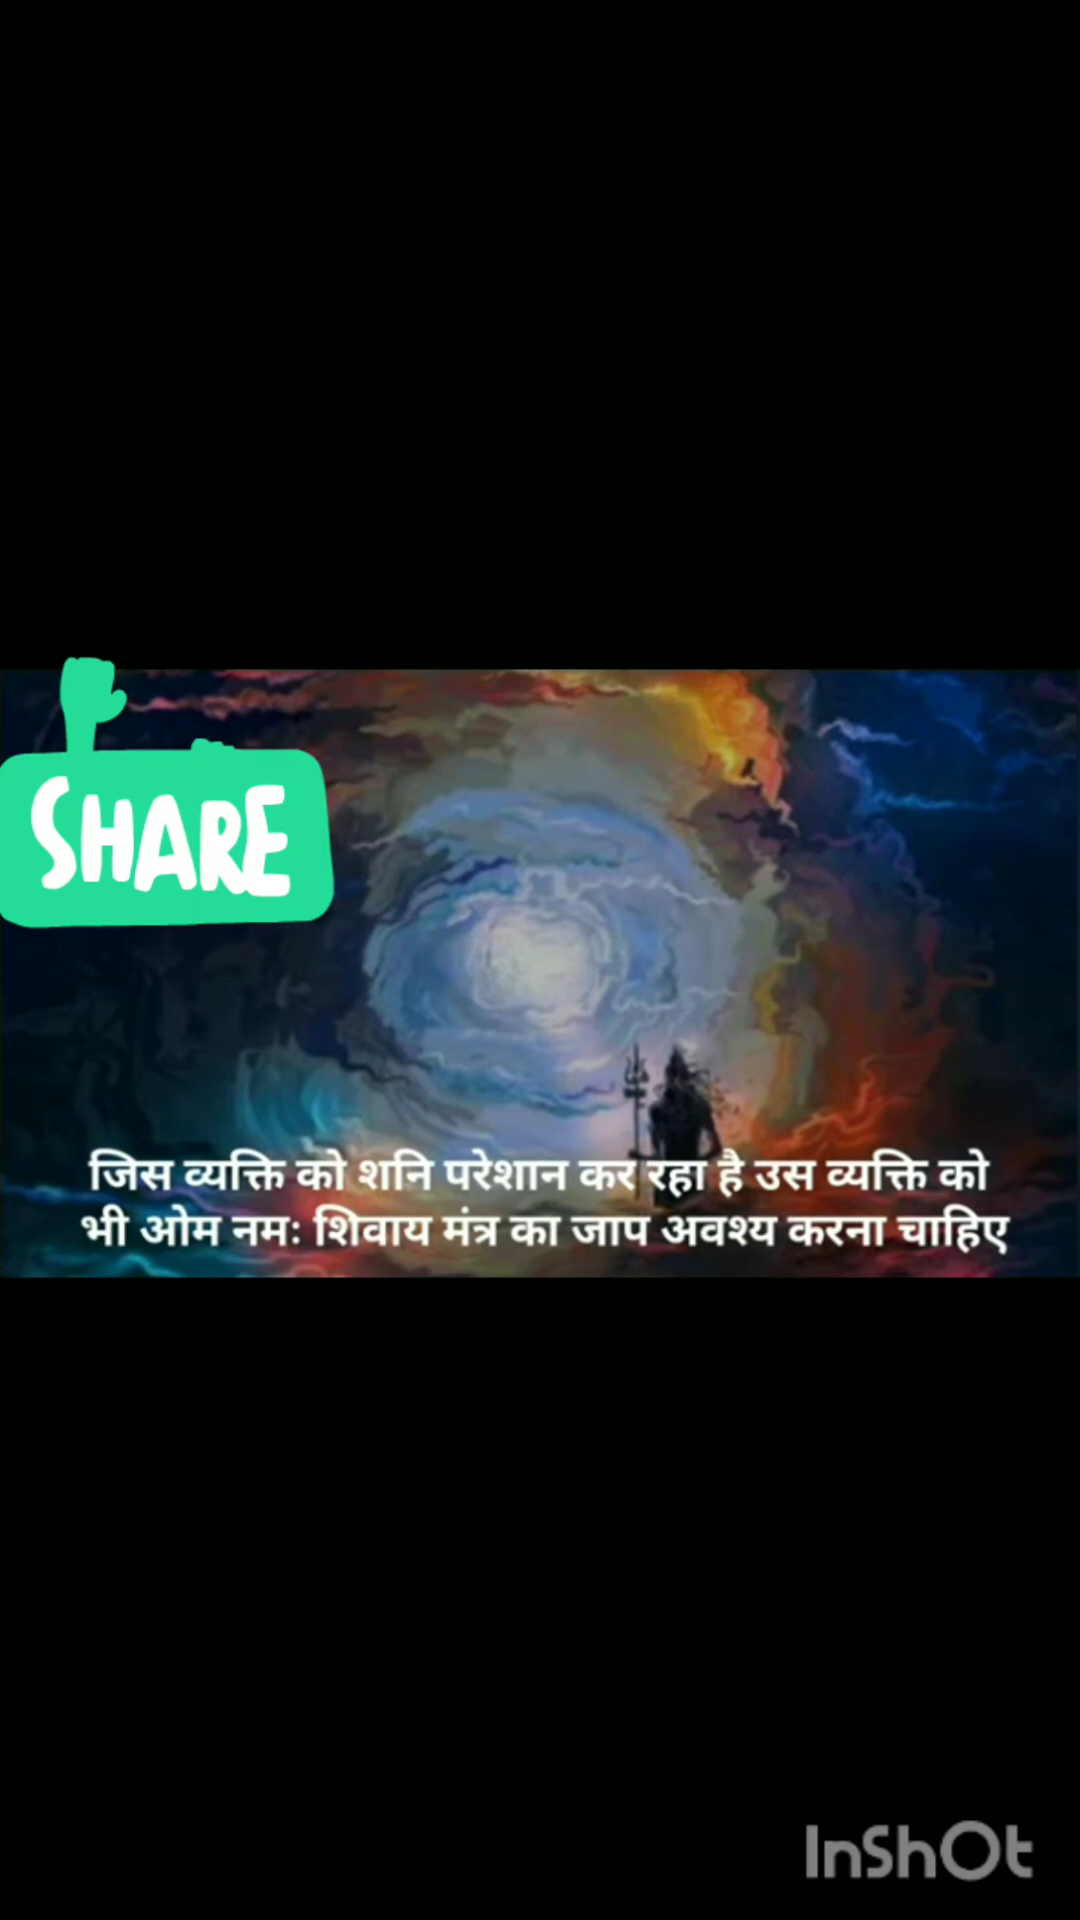 SHARE
जिस व्यक्ति को शनि परेशान कर रहा है उस व्यक्ति को
भी ओम नमः शिवाय मंत्र का जाप अवश्य करना चाहिए
InShOt